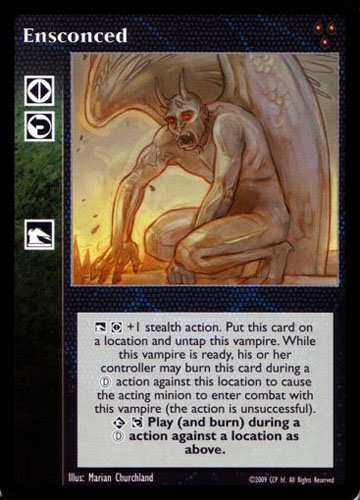 Ensconced
+1 stealth action. Put this card on
a location and untap this vampire. While
this vampire is ready, his or her
controller may burn this card during a
D action against this location to cause
the acting minion to enter combat with
this vampire (the action is unsuccessful).
Play (and burn) during a
D action against a location as
above.
Illus: Marian Churchland
©2009 CCP hf. All Rights Reserved